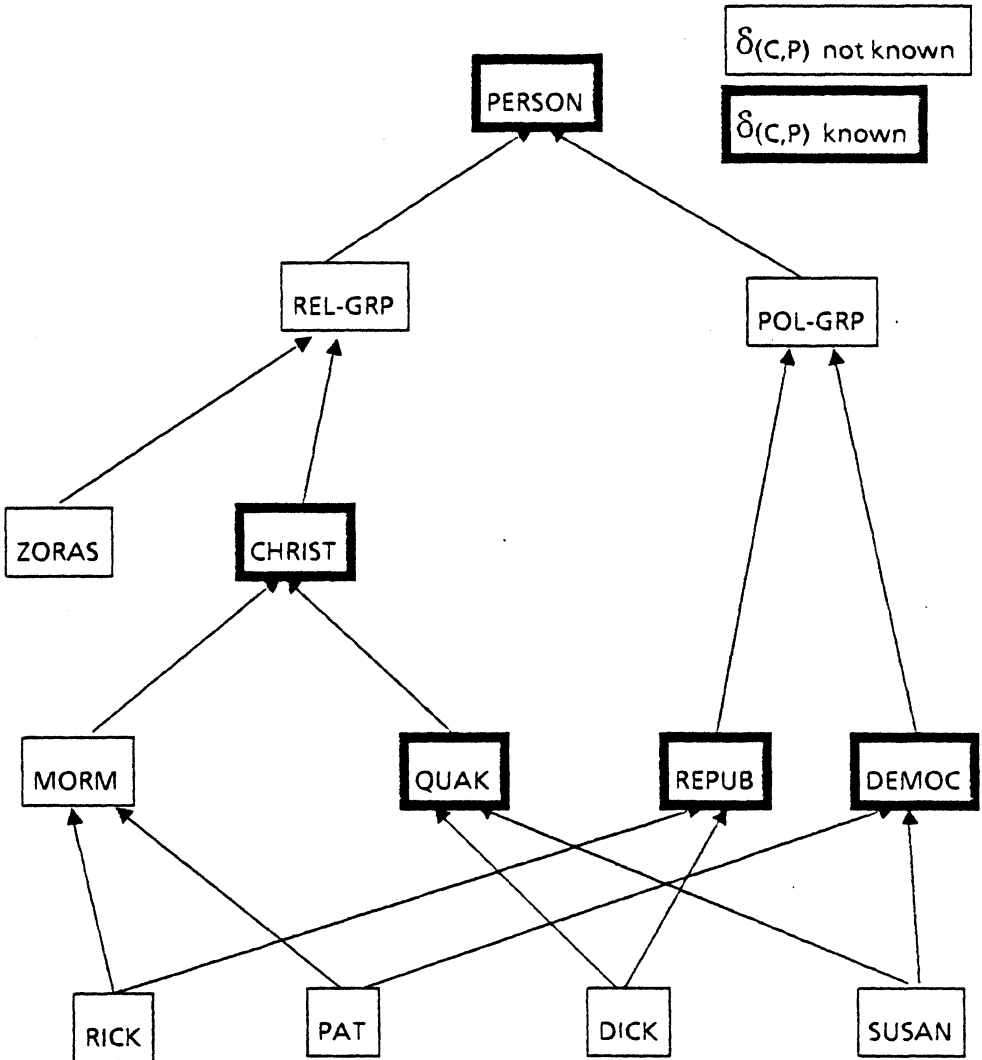 δ(C,P) not known
PERSON
δ(C,P) known
REL-GRP
POL-GRP
ZORAS
CHRIST
MORM
QUAK
REPUB
DEMOC
RICK
PAT
DICK
SUSAN